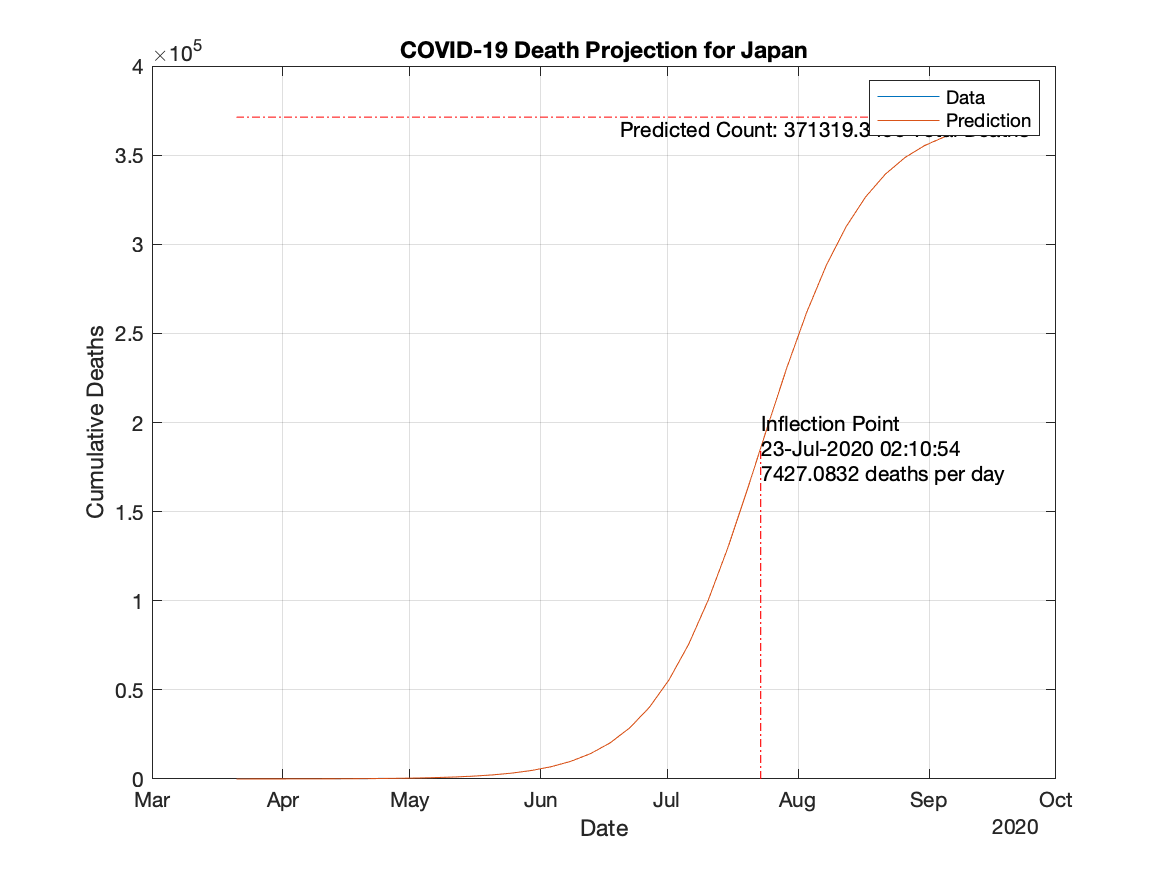 COVID-19 Death Projection for Japan
×10⁵
4
3.5
3
2.5
2
1.5
1
0.5
0
Cumulative Deaths
Data
Prediction
Predicted Count: 371319.3
Inflection Point
23-Jul-2020 02:10:54
7427.0832 deaths per day
Mar Apr May Jun Jul Aug Sep Oct
Date
2020